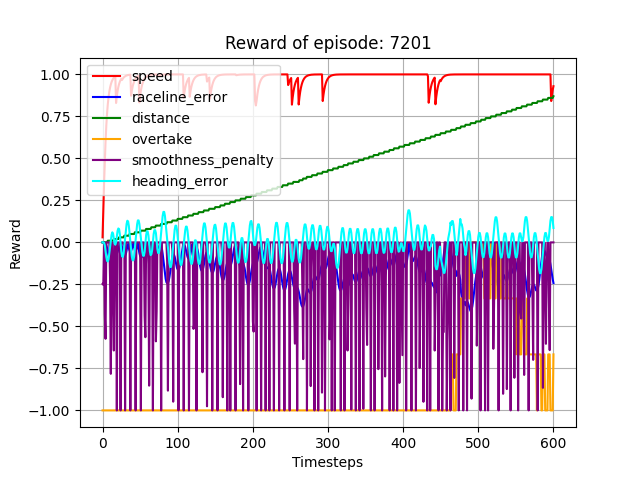 Reward of episode: 7201
1.00
0.75
0.50
0.25
0.00
−0.25
−0.50
−0.75
−1.00
Reward
speed
raceline_error
distance
overtake
smoothness_penalty
heading_error
0 100 200 300 400 500 600
Timesteps